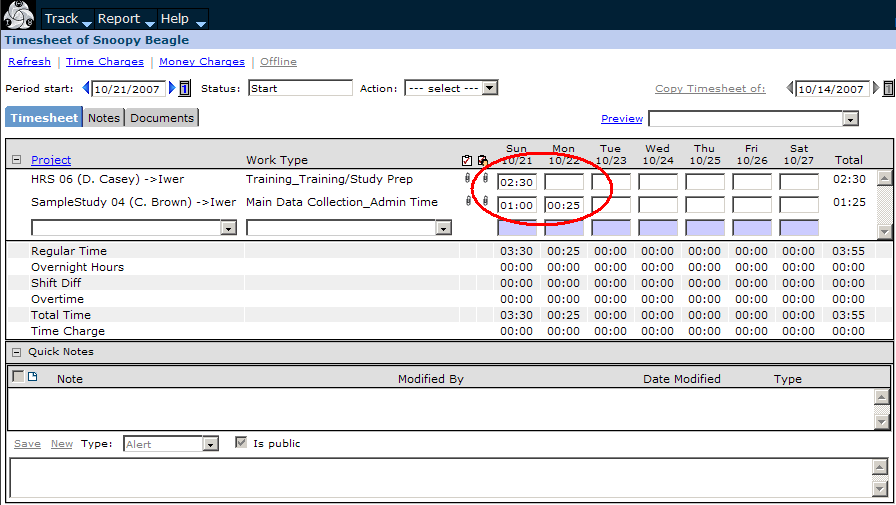 Track Report Help
Timesheet of Snoopy Beagle
Refresh | Time Charges | Money Charges | Offline
Period start: 10/21/2007 1 Status: Start Action: --- select --- Copy Timesheet of: 10/14/2007 1
Timesheet Notes Documents Preview
Sun Mon Tue Wed Thu Fri Sat
Project Work Type 10/21 10/22 10/23 10/24 10/25 10/26 10/27 Total
HRS 06 (D. Casey) ->Iwer Training_Training/Study Prep 02:30 02:30
SampleStudy 04 (C. Brown) ->Iwer Main Data Collection_Admin Time 01:00 00:25 01:25
Regular Time 03:30 00:25 00:00 00:00 00:00 00:00 00:00 03:55
Overnight Hours 00:00 00:00 00:00 00:00 00:00 00:00 00:00 00:00
Shift Diff 00:00 00:00 00:00 00:00 00:00 00:00 00:00 00:00
Overtime 00:00 00:00 00:00 00:00 00:00 00:00 00:00 00:00
Total Time 03:30 00:25 00:00 00:00 00:00 00:00 00:00 03:55
Time Charge 00:00 00:00 00:00 00:00 00:00 00:00 00:00 00:00
Quick Notes
Note Modified By Date Modified Type
Save New Type: Alert Is public